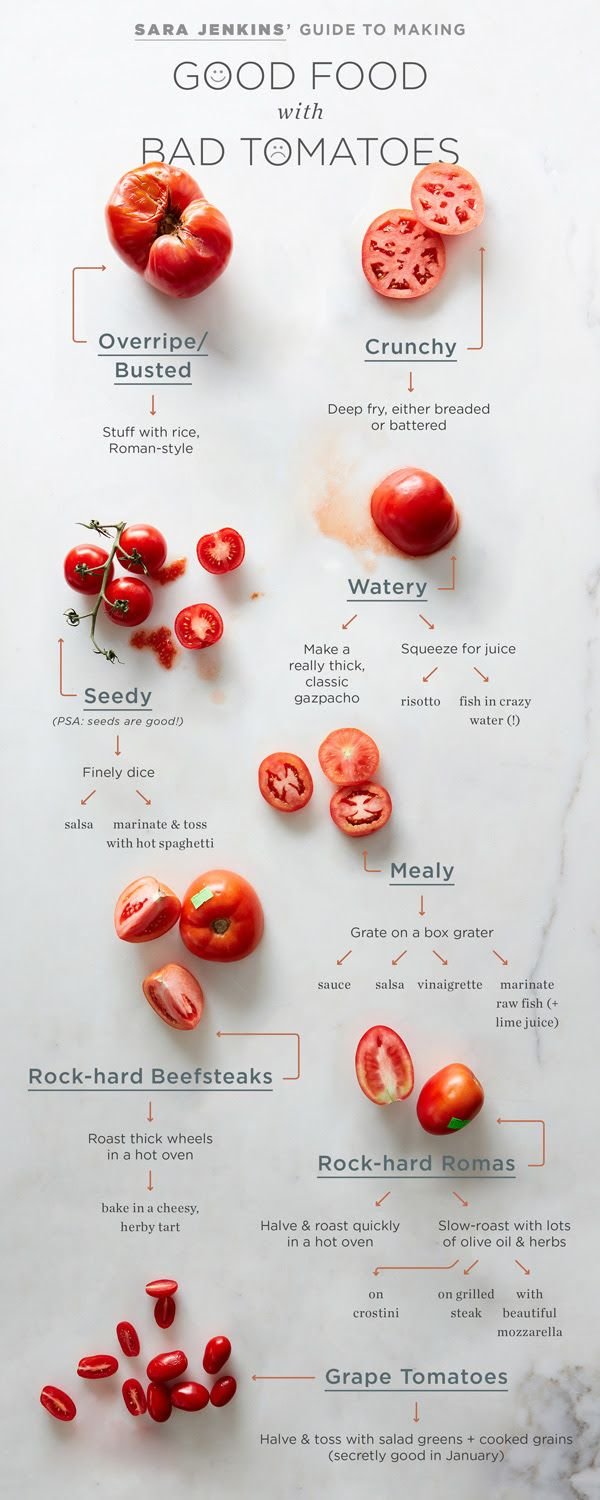 SARA JENKINS' GUIDE TO MAKING
GOOD FOOD
with
BAD TOMATOES
Overripe/
Busted
Stuff with rice,
Roman-style
Crunchy
Deep fry, either breaded
or battered
Watery
Make a
really thick,
classic
gazpacho
Squeeze for juice
risotto
fish in crazy
water (!)
Seedy
(PSA: seeds are good!)
Finely dice
salsa
marinate & toss
with hot spaghetti
Mealy
Grate on a box grater
sauce
salsa
vinaigrette
marinate
raw fish (+
lime juice)
Rock-hard Beefsteaks
Roast thick wheels
in a hot oven
bake in a cheesy,
herby tart
Rock-hard Romas
Halve & roast quickly
in a hot oven
Slow-roast with lots
of olive oil & herbs
on
crostini
on grilled
steak
with
beautiful
mozzarella
Grape Tomatoes
Halve & toss with salad greens + cooked grains
(secretly good in January)